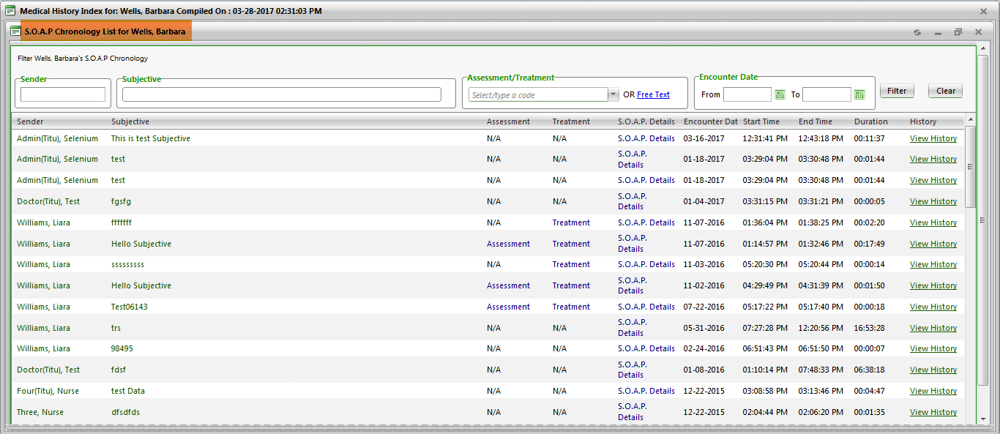 Medical History Index for: Wells, Barbara Compiled On : 03-28-2017 02:31:03 PM
S.O.A.P Chronology List for Wells, Barbara
Filter Wells, Barbara's S.O.A.P Chronology
Sender Subjective Assessment/Treatment Encounter Date
Select/type a code OR Free Text From To Filter Clear
Sender Subjective Assessment Treatment S.O.A.P. Details Encounter Dat Start Time End Time Duration History
Admin(Titu), Selenium This is test Subjective N/A N/A S.O.A.P. Details 03-16-2017 12:31:41 PM 12:43:18 PM 00:11:37 View History
Admin(Titu), Selenium test N/A N/A S.O.A.P. Details 01-18-2017 03:29:04 PM 03:30:48 PM 00:01:44 View History
Admin(Titu), Selenium test N/A N/A S.O.A.P. Details 01-18-2017 03:29:04 PM 03:30:48 PM 00:01:44 View History
Doctor(Titu), Test fgsfg N/A N/A S.O.A.P. Details 01-04-2017 03:31:15 PM 03:31:21 PM 00:00:05 View History
Williams, Liara fffffff N/A Treatment S.O.A.P. Details 11-07-2016 01:36:04 PM 01:38:25 PM 00:02:20 View History
Williams, Liara Hello Subjective Assessment Treatment S.O.A.P. Details 11-07-2016 01:14:57 PM 01:32:46 PM 00:17:49 View History
Williams, Liara sssssssss N/A Treatment S.O.A.P. Details 11-03-2016 05:20:30 PM 05:20:44 PM 00:00:14 View History
Williams, Liara Hello Subjective Assessment Treatment S.O.A.P. Details 11-02-2016 04:29:49 PM 04:31:39 PM 00:01:50 View History
Williams, Liara Test06143 Assessment Treatment S.O.A.P. Details 07-22-2016 05:17:22 PM 05:17:40 PM 00:00:18 View History
Williams, Liara trs N/A N/A S.O.A.P. Details 05-31-2016 07:27:28 PM 12:20:56 PM 16:53:28 View History
Williams, Liara 98495 N/A N/A S.O.A.P. Details 02-24-2016 06:51:43 PM 06:51:50 PM 00:00:07 View History
Doctor(Titu), Test fdsf N/A N/A S.O.A.P. Details 01-08-2016 01:10:14 PM 07:48:33 PM 06:38:18 View History
Four(Titu), Nurse test Data N/A N/A S.O.A.P. Details 12-22-2015 03:08:58 PM 03:13:46 PM 00:04:47 View History
Three, Nurse dfsdfds N/A N/A S.O.A.P. Details 12-22-2015 02:04:44 PM 02:06:20 PM 00:01:35 View History